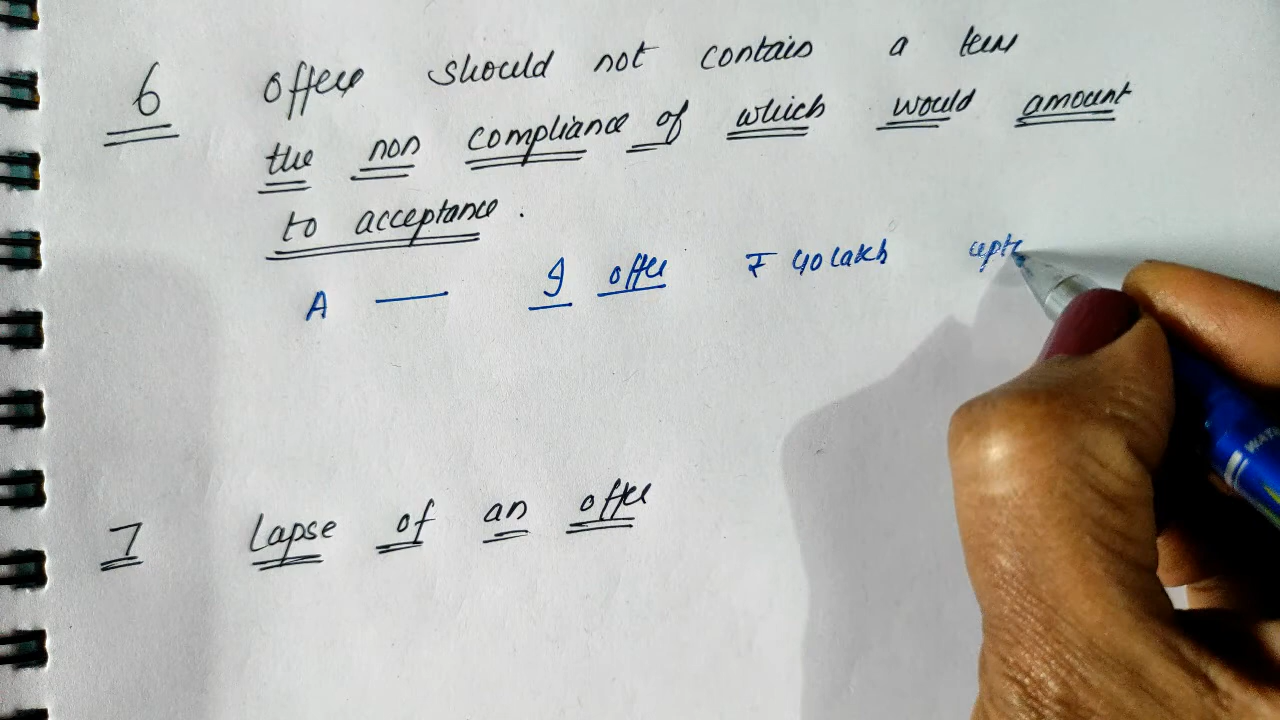 6 offer should not contain a term
the non compliance of which would amount
to acceptance.
A — I offer ₹ 40 lakh upto
7 Lapse of an offer